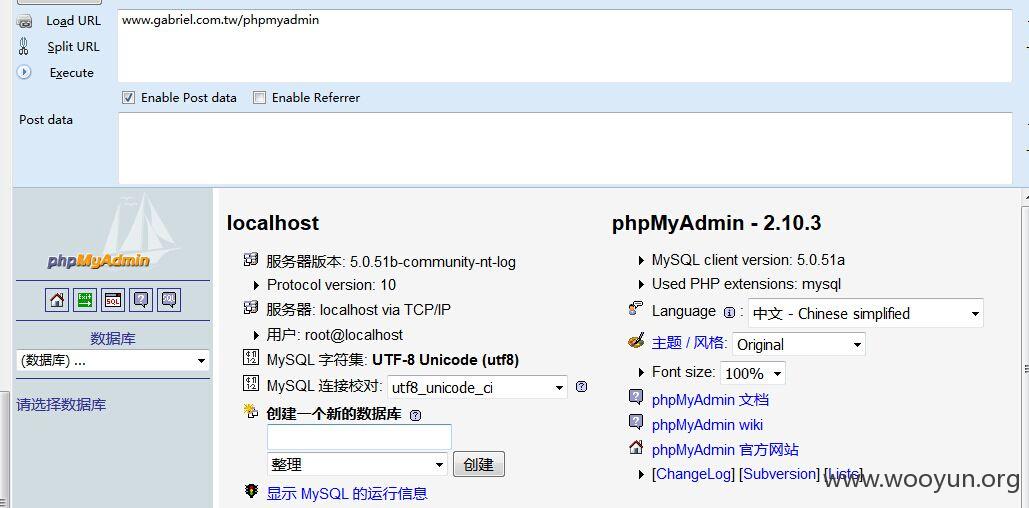 Load URL
www.gabriel.com.tw/phpmyadmin
Split URL
Execute
Enable Post data
Enable Referrer
Post data
phpMyAdmin
Exit
SQL
?
SQL
数据库
(数据库) ...
请选择数据库
localhost
服务器版本: 5.0.51b-community-nt-log
Protocol version: 10
服务器: localhost via TCP/IP
用户: root@localhost
MySQL 字符集: UTF-8 Unicode (utf8)
MySQL 连接校对: utf8_unicode_ci
创建一个新的数据库
整理 创建
显示 MySQL 的运行信息
phpMyAdmin - 2.10.3
MySQL client version: 5.0.51a
Used PHP extensions: mysql
Language : 中文 - Chinese simplified
主题 / 风格: Original
Font size: 100%
phpMyAdmin 文档
phpMyAdmin wiki
phpMyAdmin 官方网站
[ChangeLog] [Subversion] [Lists]
www.wooyun.org